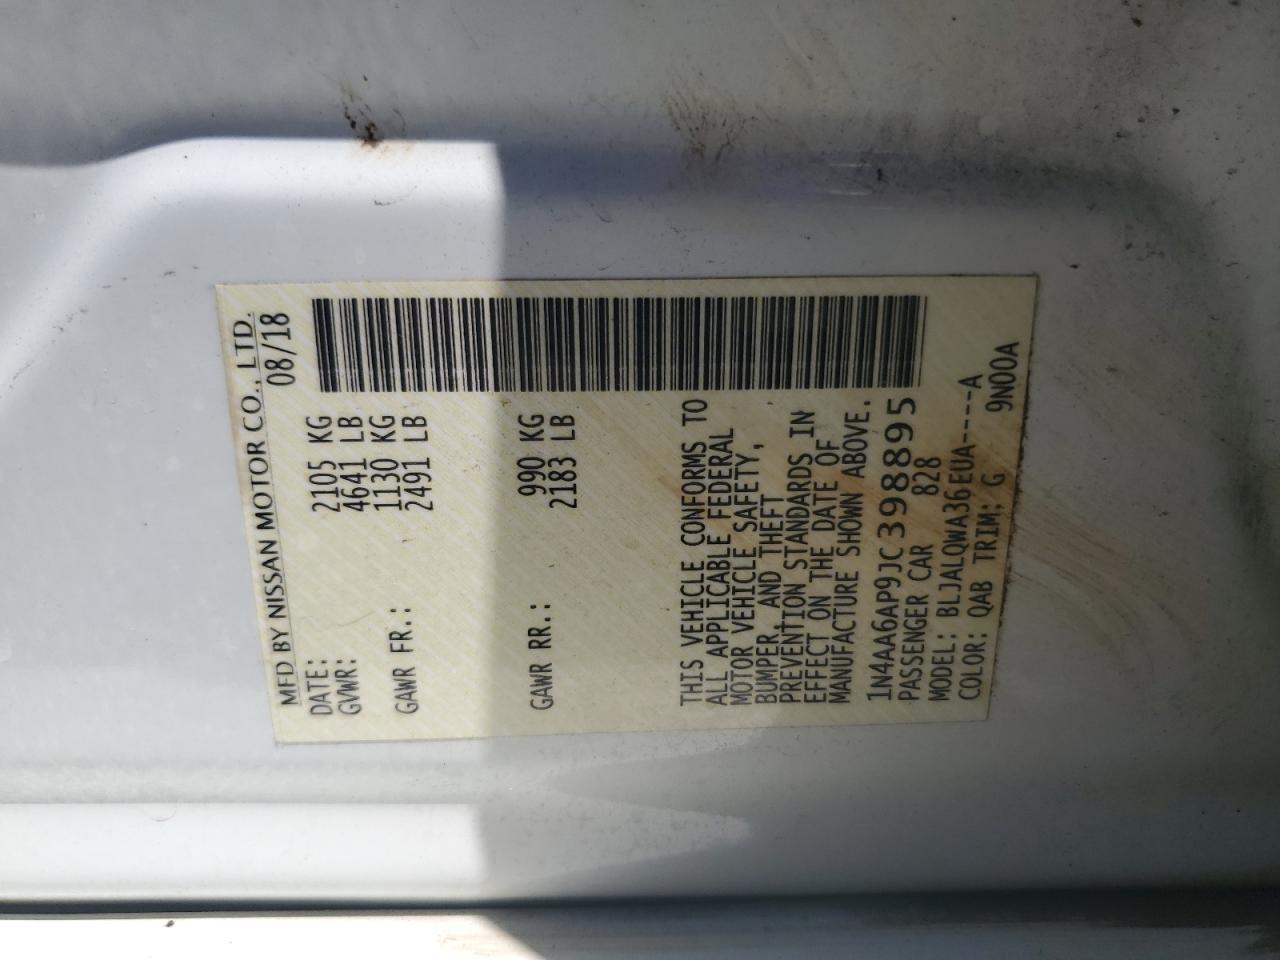 MFD BY NISSAN MOTOR CO., LTD.
DATE: 08/18
GVWR: 2105 KG
4641 LB
GAWR FR.: 1130 KG
2491 LB
GAWR RR.: 990 KG
2183 LB
THIS VEHICLE CONFORMS TO
ALL APPLICABLE FEDERAL
MOTOR VEHICLE SAFETY,
BUMPER, AND THEFT
PREVENTION STANDARDS IN
EFFECT ON THE DATE OF
MANUFACTURE SHOWN ABOVE.
1N4AA6AP9JC398895
PASSENGER CAR 828
MODEL: BLJALQWA36EUA----A
COLOR: QAB TRIM; G 9N00A